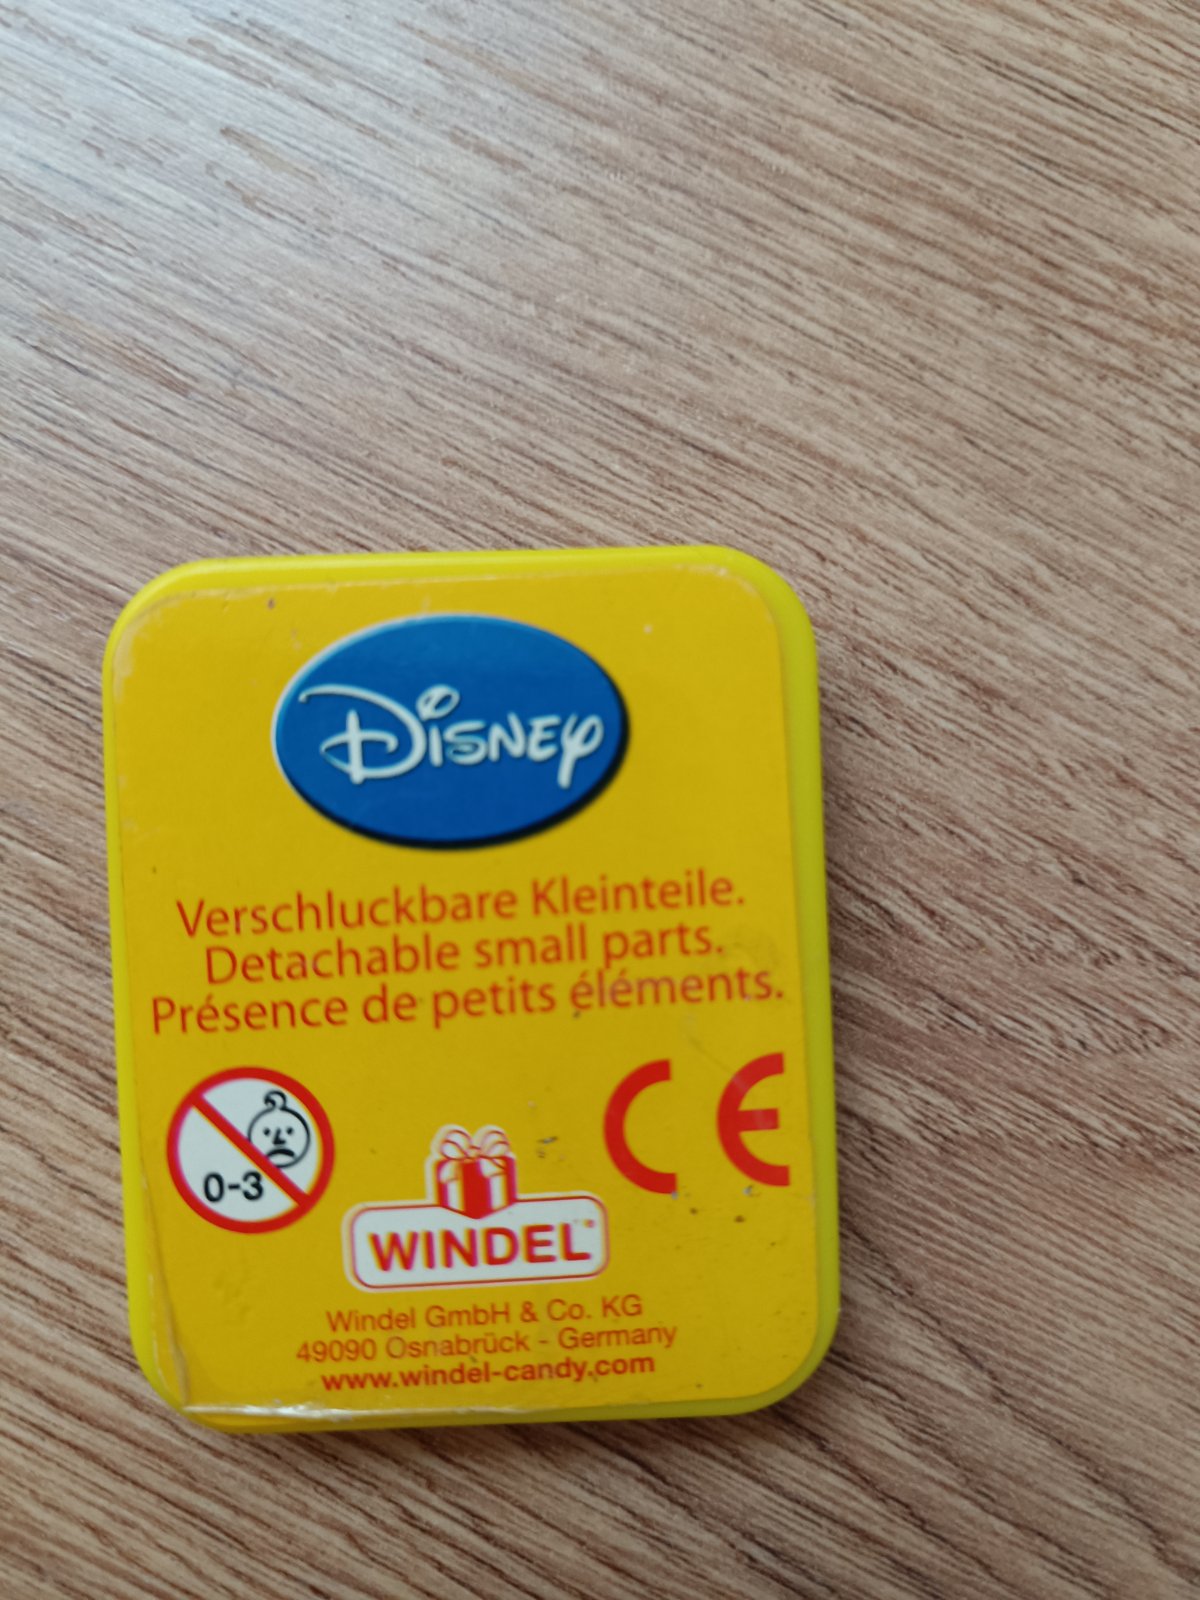 Disney
Verschluckbare Kleinteile.
Detachable small parts.
Présence de petits éléments.
0-3
CE
WINDEL
Windel GmbH & Co. KG
49090 Osnabrück - Germany
www.windel-candy.com